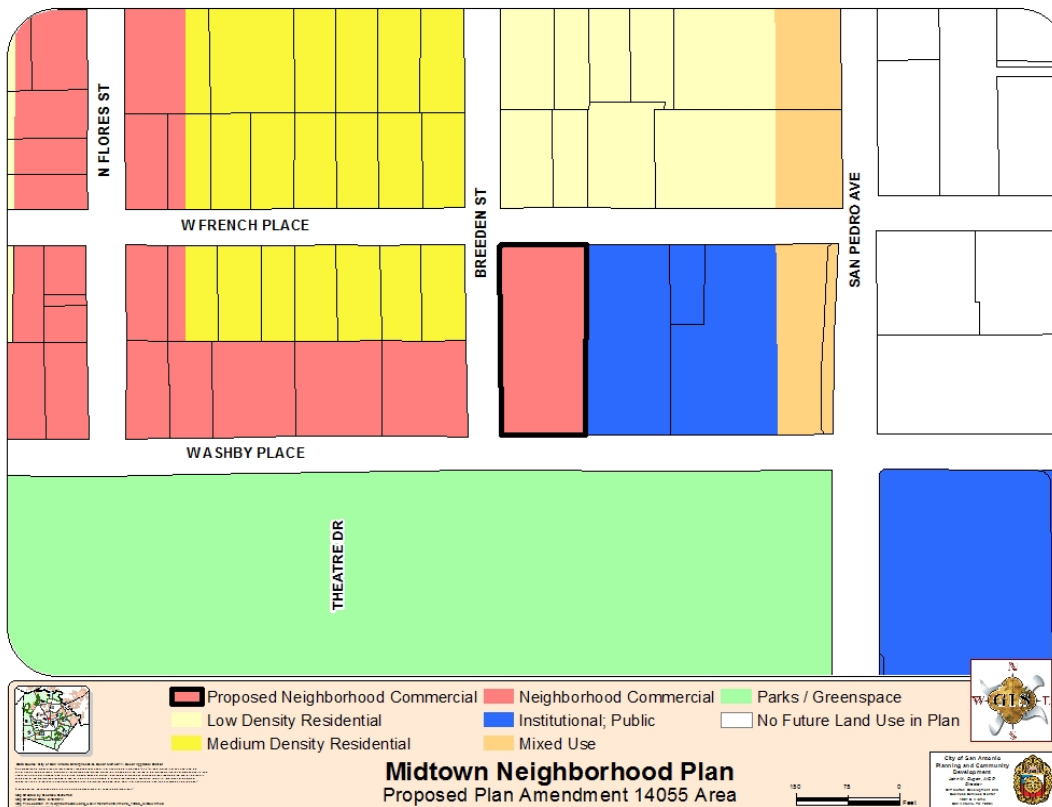 N FLORES ST
W FRENCH PLACE
BREEDEN ST
SAN PEDRO AVE
W ASHBY PLACE
THEATRE DR
Proposed Neighborhood Commercial
Neighborhood Commercial
Parks / Greenspace
Low Density Residential
Institutional; Public
No Future Land Use in Plan
Medium Density Residential
Mixed Use
N
W
GIS
E
S
Midtown Neighborhood Plan
Proposed Plan Amendment 14055 Area
150
75
0
Feet
City of San Antonio
Planning and Community
Development